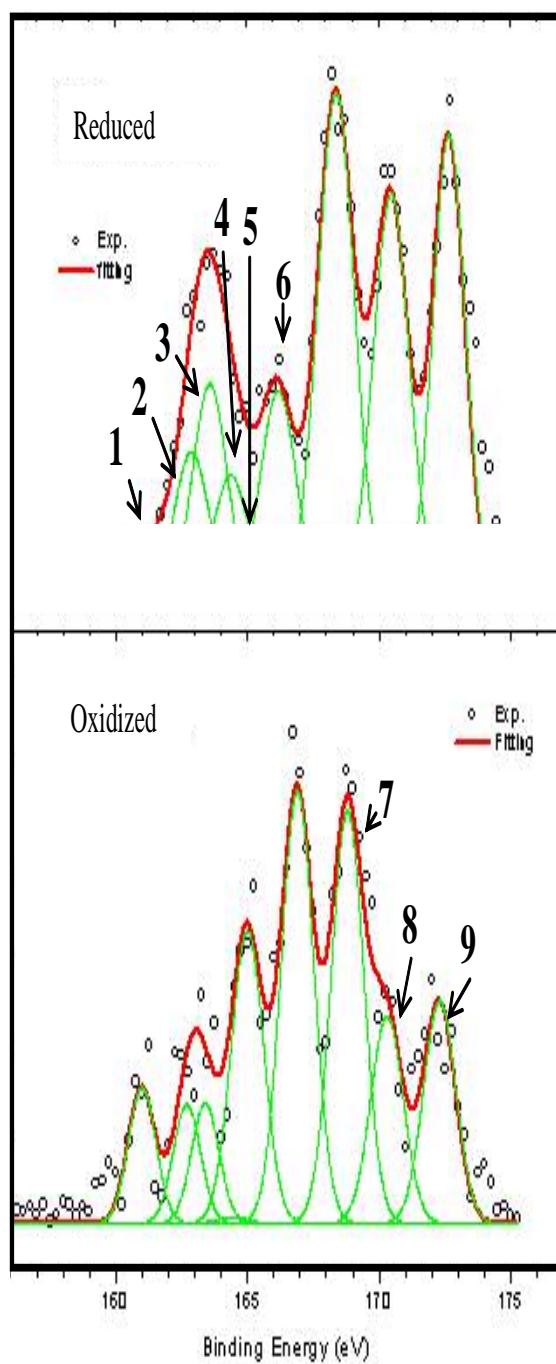 Reduced
4 5
Exp.
fitting
6
3
2
1
Oxidized
Exp.
Fitting
7
8
9
160 165 170 175
Binding Energy (eV)